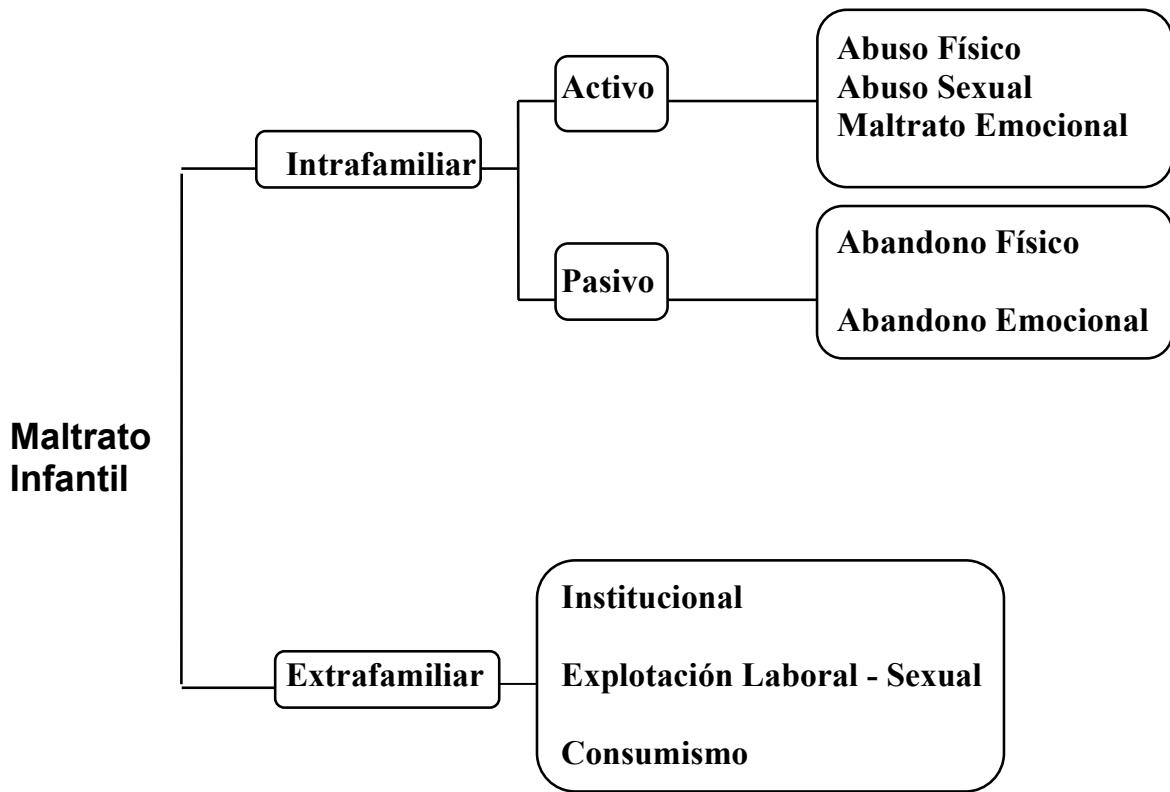 Maltrato
Infantil
Intrafamiliar
Activo
Abuso Físico
Abuso Sexual
Maltrato Emocional
Pasivo
Abandono Físico
Abandono Emocional
Extrafamiliar
Institucional
Explotación Laboral - Sexual
Consumismo